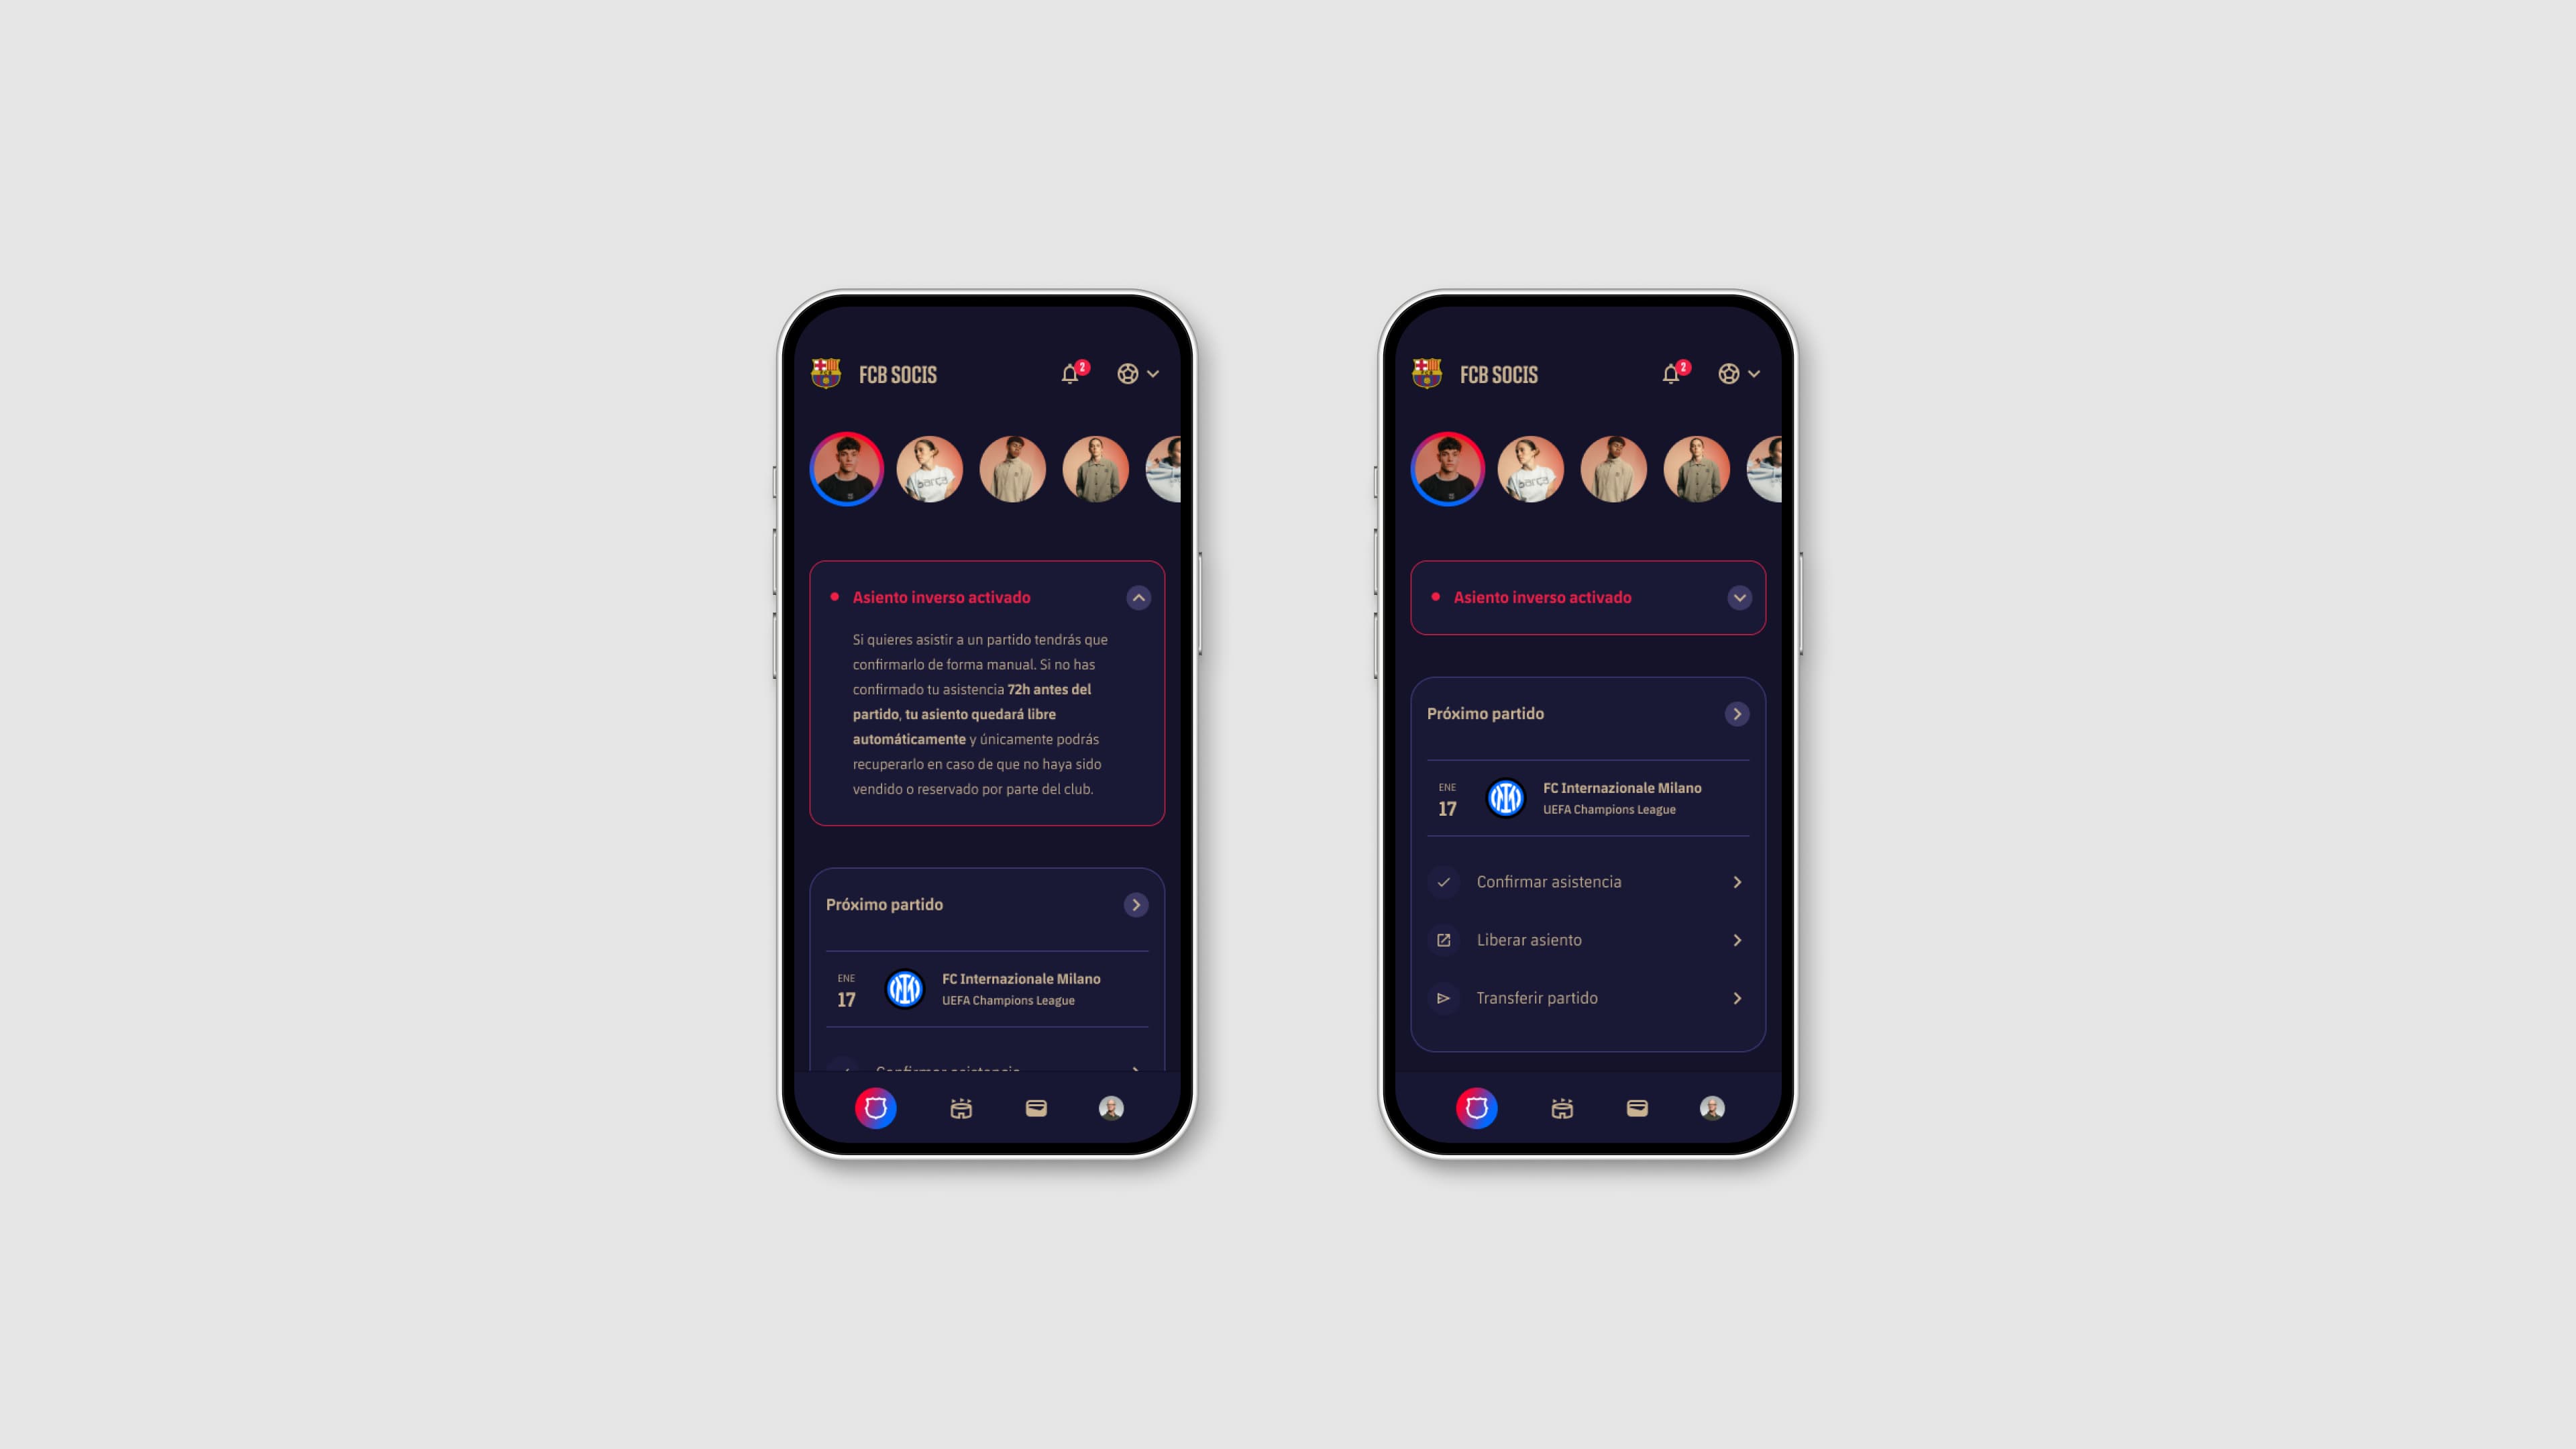 FCB SOCIS
2
barça
Asiento inverso activado
Si quieres asistir a un partido tendrás que
confirmarlo de forma manual. Si no has
confirmado tu asistencia 72h antes del
partido, tu asiento quedará libre
automáticamente y únicamente podrás
recuperarlo en caso de que no haya sido
vendido o reservado por parte del club.
Próximo partido
ENE
17
FC Internazionale Milano
UEFA Champions League
Confirmar asistencia
FCB SOCIS
2
barça
Asiento inverso activado
Próximo partido
ENE
17
FC Internazionale Milano
UEFA Champions League
Confirmar asistencia
Liberar asiento
Transferir partido